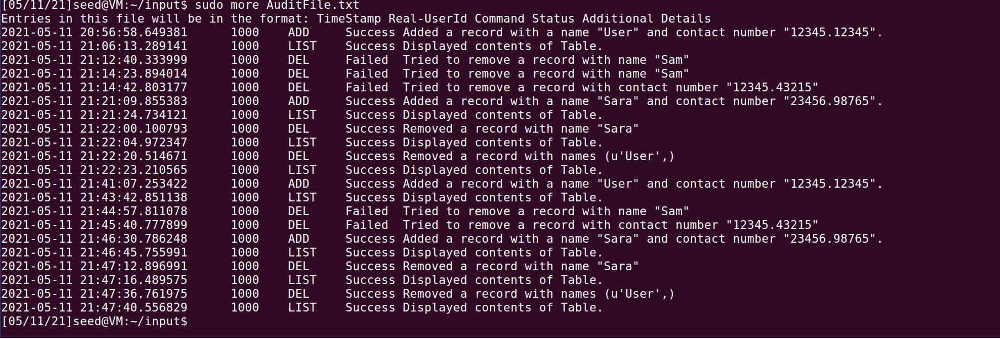 [05/11/21]seed@VM:~/input$ sudo more AuditFile.txt
Entries in this file will be in the format: TimeStamp Real-UserId Command Status Additional Details
2021-05-11 20:56:58.649381      1000    ADD     Success Added a record with a name "User" and contact number "12345.12345".
2021-05-11 21:06:13.289141      1000    LIST    Success Displayed contents of Table.
2021-05-11 21:12:40.333999      1000    DEL     Failed  Tried to remove a record with name "Sam"
2021-05-11 21:14:23.894014      1000    DEL     Failed  Tried to remove a record with name "Sam"
2021-05-11 21:14:42.803177      1000    DEL     Failed  Tried to remove a record with contact number "12345.43215"
2021-05-11 21:21:09.855383      1000    ADD     Success Added a record with a name "Sara" and contact number "23456.98765".
2021-05-11 21:21:24.734121      1000    LIST    Success Displayed contents of Table.
2021-05-11 21:22:00.100793      1000    DEL     Success Removed a record with name "Sara"
2021-05-11 21:22:04.972347      1000    LIST    Success Displayed contents of Table.
2021-05-11 21:22:20.514671      1000    DEL     Success Removed a record with names (u'User',)
2021-05-11 21:22:23.210565      1000    LIST    Success Displayed contents of Table.
2021-05-11 21:41:07.253422      1000    ADD     Success Added a record with a name "User" and contact number "12345.12345".
2021-05-11 21:43:42.851138      1000    LIST    Success Displayed contents of Table.
2021-05-11 21:44:57.811078      1000    DEL     Failed  Tried to remove a record with name "Sam"
2021-05-11 21:45:40.777899      1000    DEL     Failed  Tried to remove a record with contact number "12345.43215"
2021-05-11 21:46:30.786248      1000    ADD     Success Added a record with a name "Sara" and contact number "23456.98765".
2021-05-11 21:46:45.755991      1000    LIST    Success Displayed contents of Table.
2021-05-11 21:47:12.896991      1000    DEL     Success Removed a record with name "Sara"
2021-05-11 21:47:16.489575      1000    LIST    Success Displayed contents of Table.
2021-05-11 21:47:36.761975      1000    DEL     Success Removed a record with names (u'User',)
2021-05-11 21:47:40.556829      1000    LIST    Success Displayed contents of Table.
[05/11/21]seed@VM:~/input$